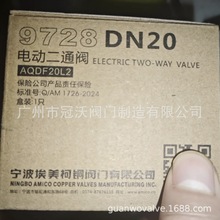 9728 DN20
电动二通阀 ELECTRIC TWO-WAY VALVE
AQDF20L2
保险公司产品责任保险
标准号:Q/AM 1726-2024
盒装1只
广州市冠沃阀门制造有限公司
宁波埃美柯铜阀门有限公司
NINGBO AMICO COPPER VALVES MANUFACTURING CO.,LTD
guanwovalve.1688.com